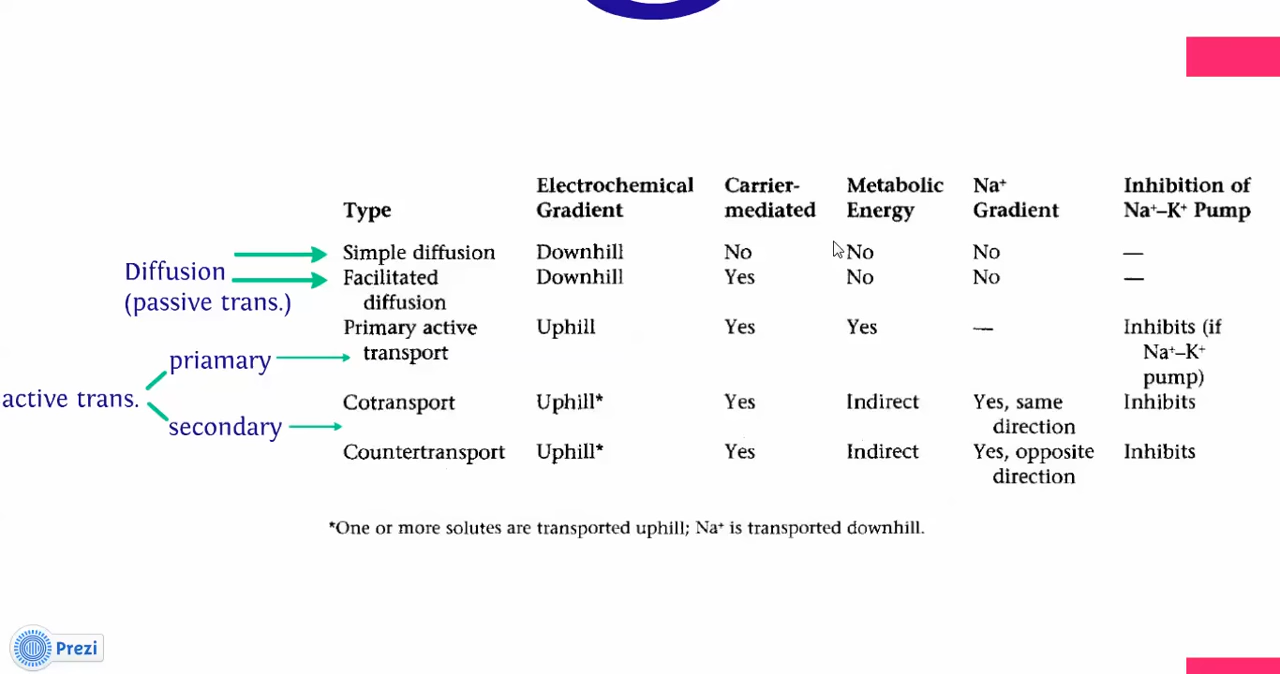 Electrochemical Carrier- Metabolic Na⁺ Inhibition of
Type Gradient mediated Energy Gradient Na⁺–K⁺ Pump
Simple diffusion Downhill No No No —
Diffusion
Facilitated Downhill Yes No No —
(passive trans.) diffusion
Primary active Uphill Yes Yes — Inhibits (if
priamary transport Na⁺–K⁺
pump)
active trans. Cotransport Uphill* Yes Indirect Yes, same Inhibits
secondary direction
Countertransport Uphill* Yes Indirect Yes, opposite Inhibits
direction
*One or more solutes are transported uphill; Na⁺ is transported downhill.
Prezi